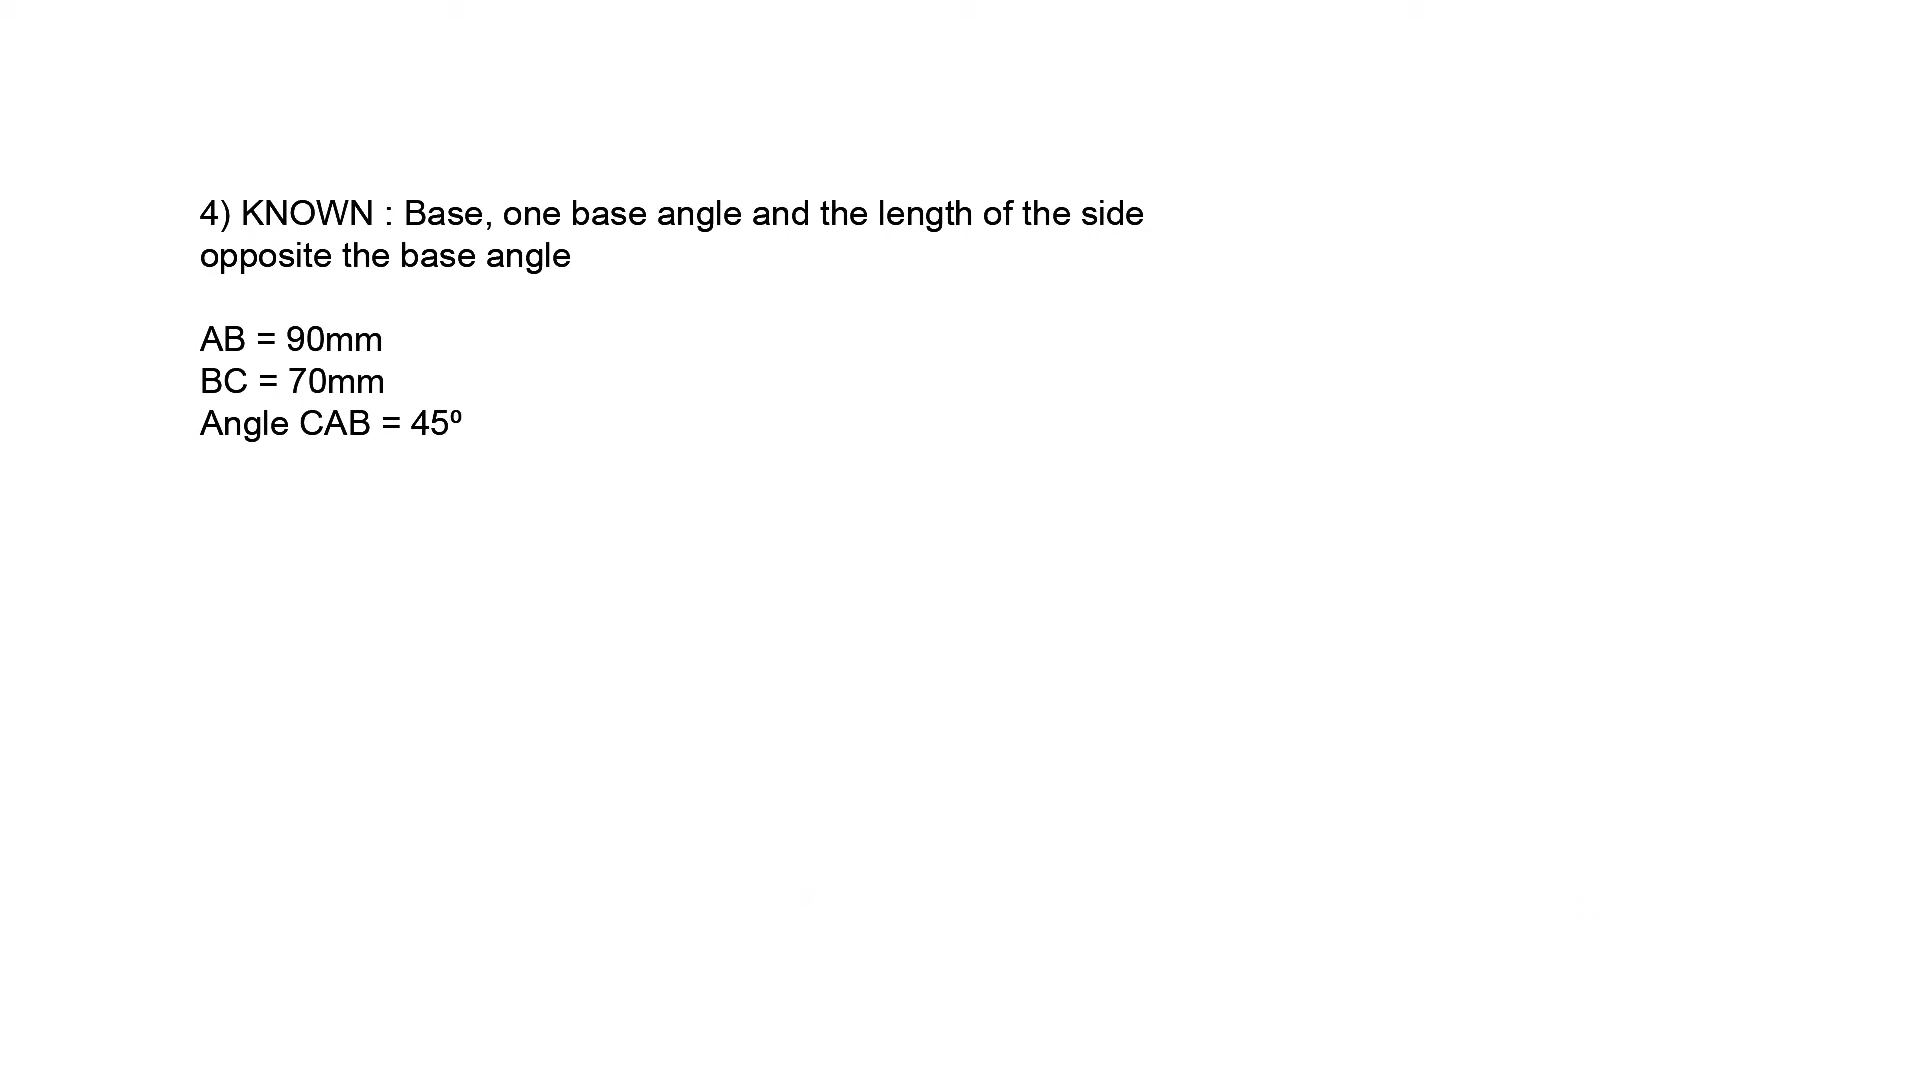 4) KNOWN : Base, one base angle and the length of the side
opposite the base angle
AB = 90mm
BC = 70mm
Angle CAB = 45º